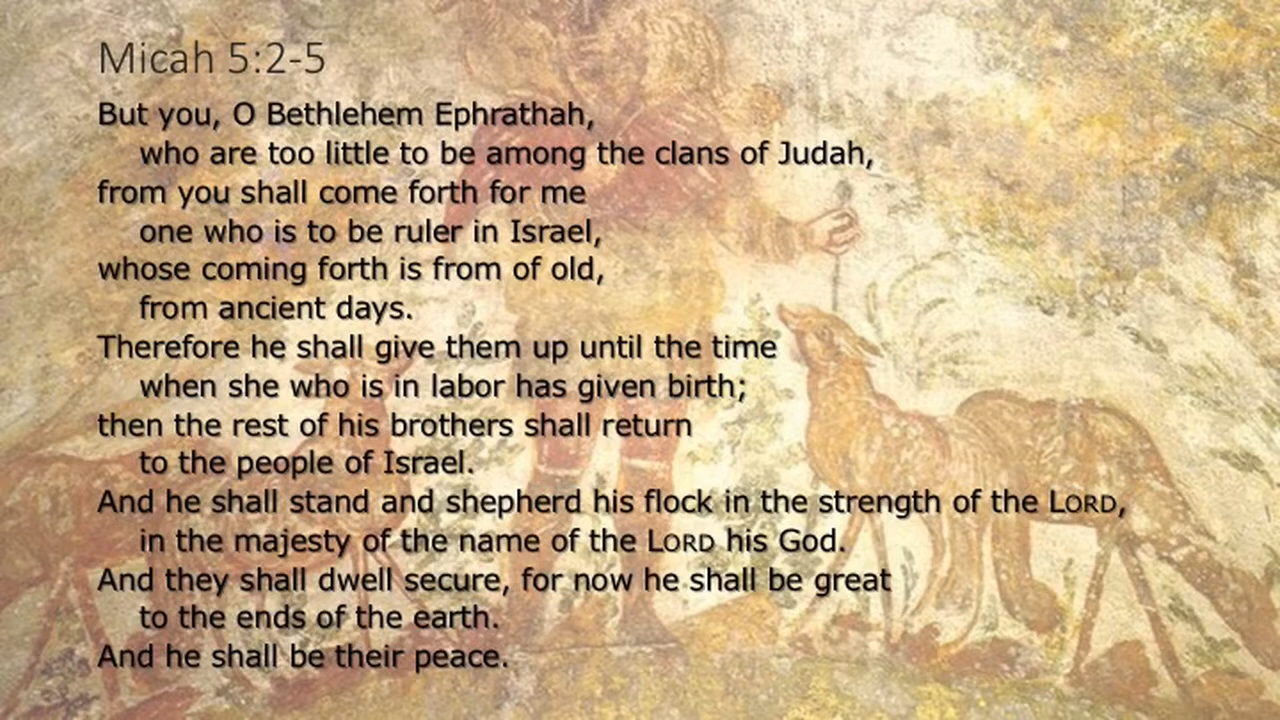 Micah 5:2-5
But you, O Bethlehem Ephrathah,
who are too little to be among the clans of Judah,
from you shall come forth for me
one who is to be ruler in Israel,
whose coming forth is from of old,
from ancient days.
Therefore he shall give them up until the time
when she who is in labor has given birth;
then the rest of his brothers shall return
to the people of Israel.
And he shall stand and shepherd his flock in the strength of the LORD,
in the majesty of the name of the LORD his God.
And they shall dwell secure, for now he shall be great
to the ends of the earth.
And he shall be their peace.